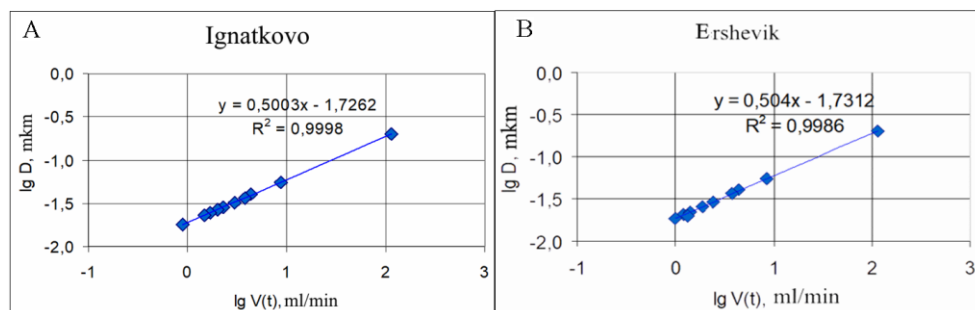 A
Ignatkovo
0,0
-0,5
-1,0
-1,5
-2,0
lg D, mkm
y = 0,5003x - 1,7262
R² = 0,9998
-1
0
1
2
3
lg V(t), ml/min
B
Ershevik
0,0
-0,5
-1,0
-1,5
-2,0
lg D, mkm
y = 0,504x - 1,7312
R² = 0,9986
-1
0
1
2
3
lg V(t), ml/min